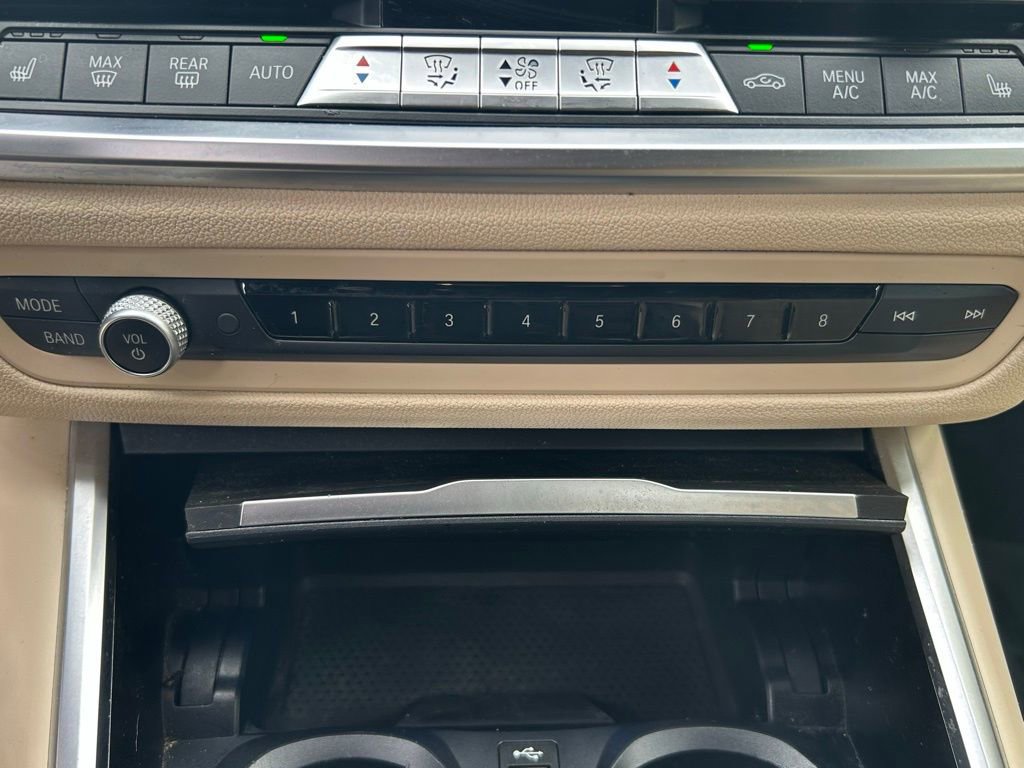 MAX
REAR
AUTO
OFF
MENU
A/C
MAX
A/C
MODE
BAND
VOL
1 2 3 4 5 6 7 8